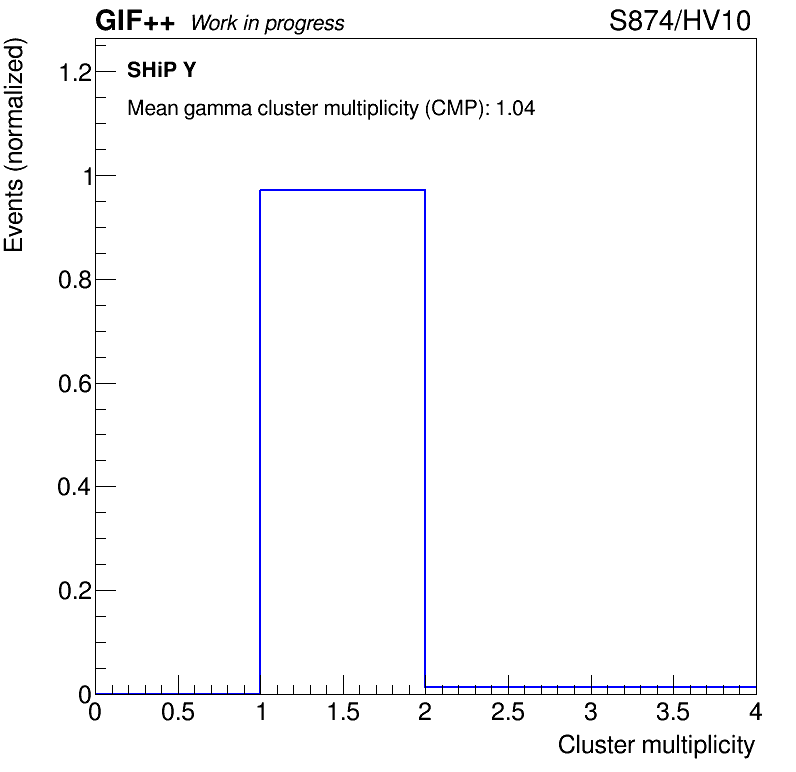 GIF++ Work in progress S874/HV10
SHiP Y
Mean gamma cluster multiplicity (CMP): 1.04
Events (normalized)
1.2
1
0.8
0.6
0.4
0.2
0
0 0.5 1 1.5 2 2.5 3 3.5 4
Cluster multiplicity